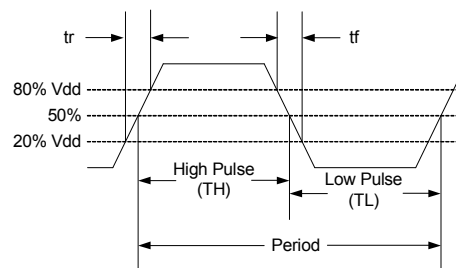 tr
tf
80% Vdd
50%
20% Vdd
High Pulse
(TH)
Low Pulse
(TL)
Period